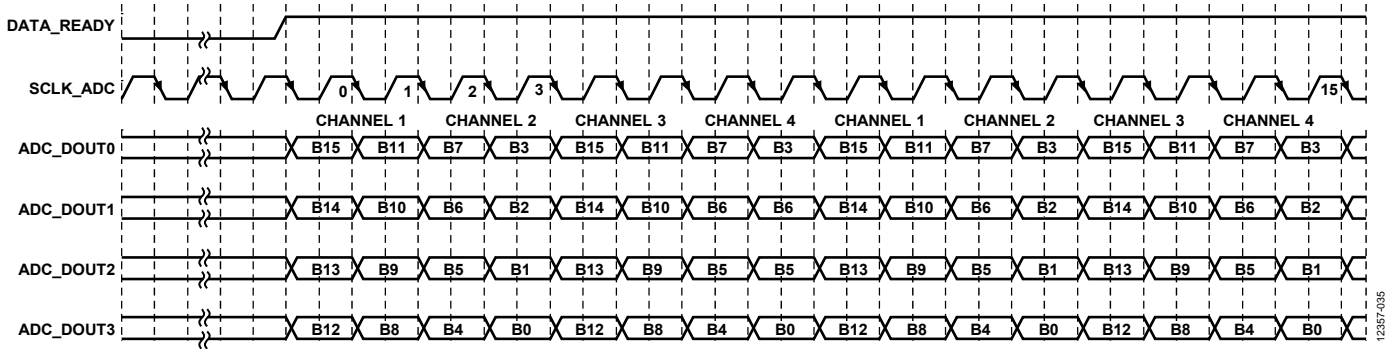 DATA_READY
SCLK_ADC 0 1 2 3 15
CHANNEL 1 CHANNEL 2 CHANNEL 3 CHANNEL 4 CHANNEL 1 CHANNEL 2 CHANNEL 3 CHANNEL 4
ADC_DOUT0 B15 B11 B7 B3 B15 B11 B7 B3 B15 B11 B7 B3 B15 B11 B7 B3
ADC_DOUT1 B14 B10 B6 B2 B14 B10 B6 B6 B14 B10 B6 B2 B14 B10 B6 B2
ADC_DOUT2 B13 B9 B5 B1 B13 B9 B5 B5 B13 B9 B5 B1 B13 B9 B5 B1
ADC_DOUT3 B12 B8 B4 B0 B12 B8 B4 B0 B12 B8 B4 B0 B12 B8 B4 B0
12357-035